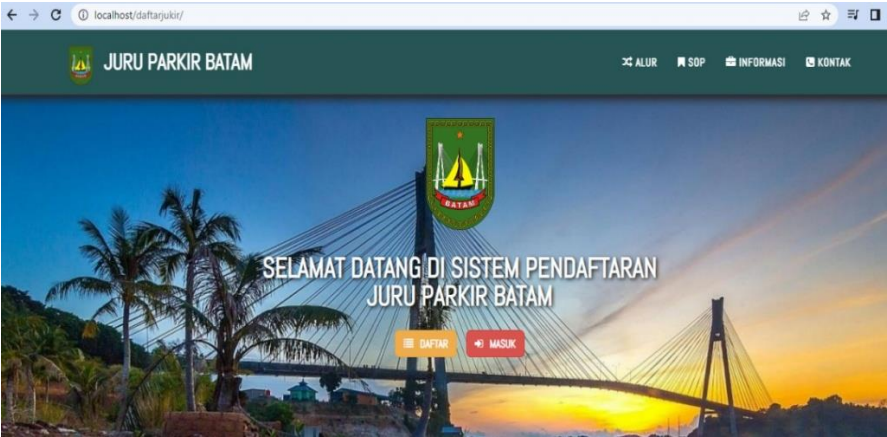 localhost/daftarjukir/
JURU PARKIR BATAM
ALUR SOP INFORMASI KONTAK
BATAM
SELAMAT DATANG DI SISTEM PENDAFTARAN
JURU PARKIR BATAM
DAFTAR MASUK